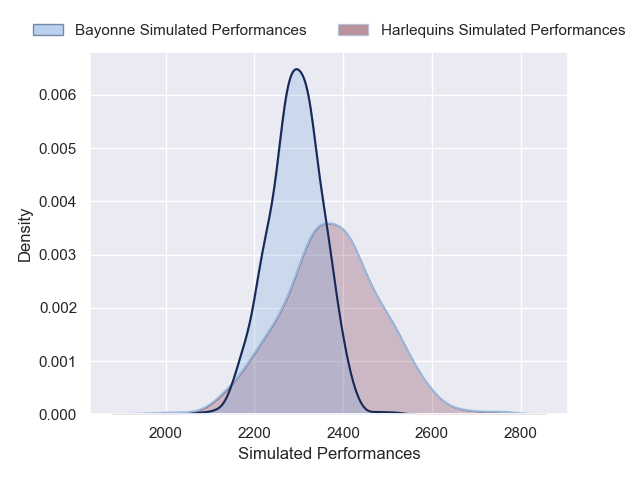 Bayonne Simulated Performances Harlequins Simulated Performances
0.006
0.005
0.004
0.003
0.002
0.001
0.000
Density
2000 2200 2400 2600 2800
Simulated Performances